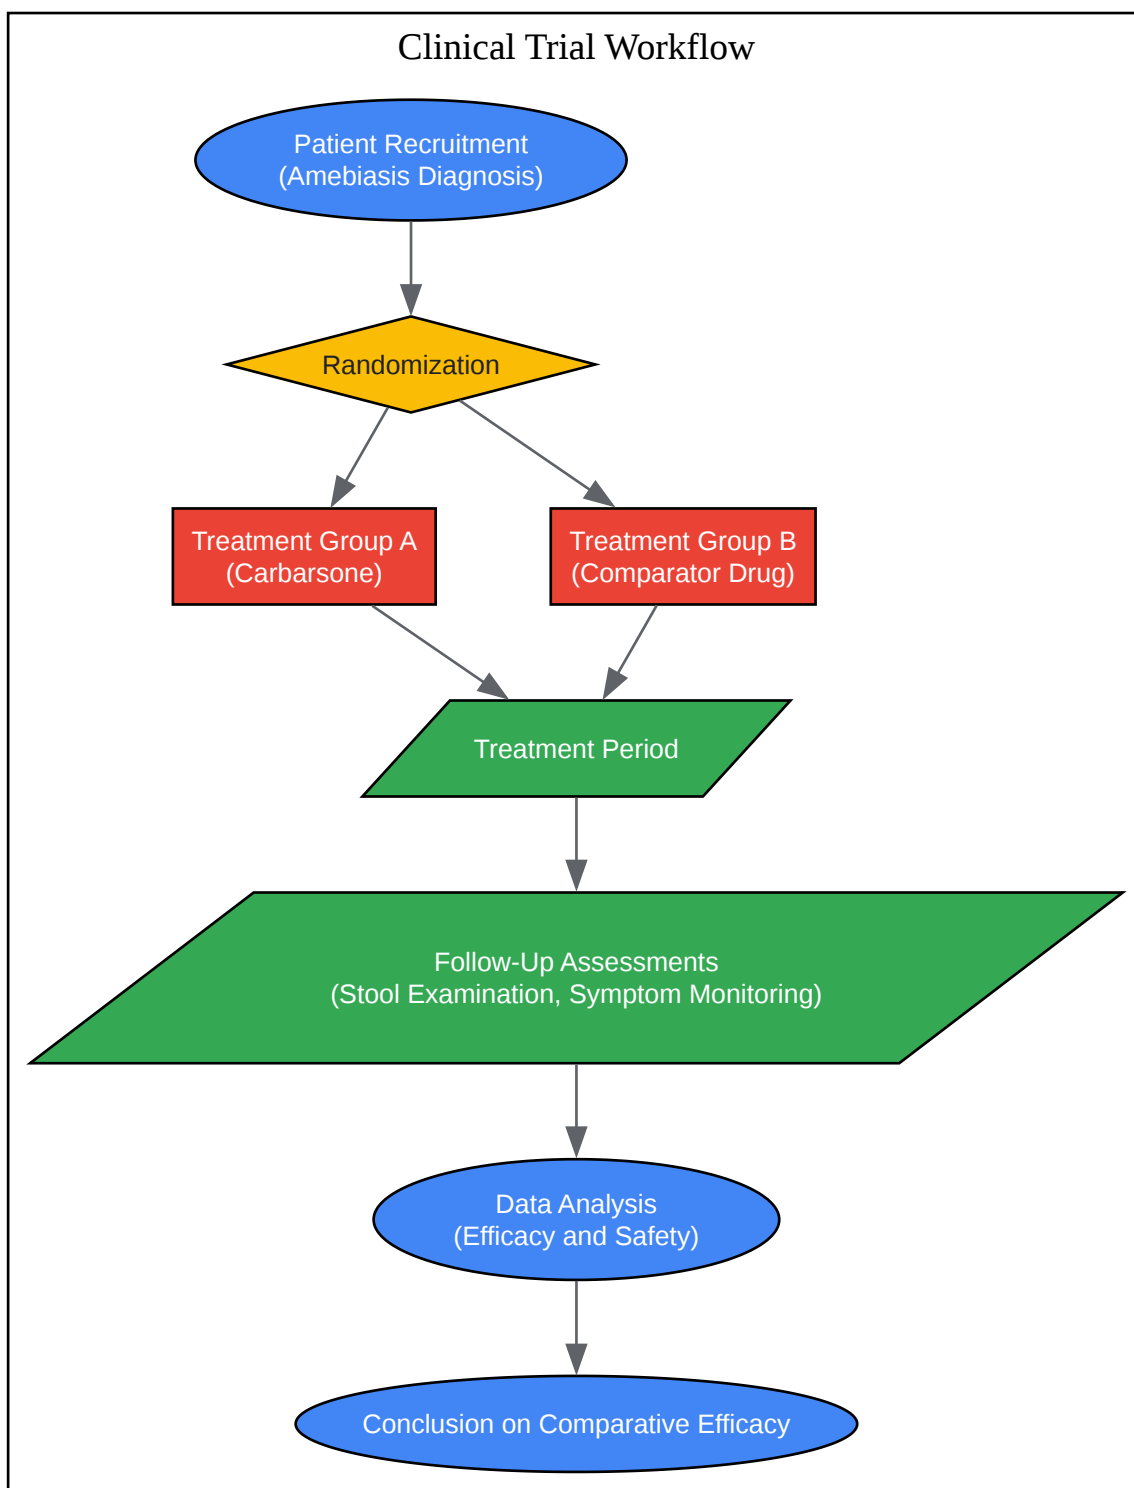 Clinical Trial Workflow
Patient Recruitment
(Amebiasis Diagnosis)
Randomization
Treatment Group A
(Carbarsone)
Treatment Group B
(Comparator Drug)
Treatment Period
Follow-Up Assessments
(Stool Examination, Symptom Monitoring)
Data Analysis
(Efficacy and Safety)
Conclusion on Comparative Efficacy